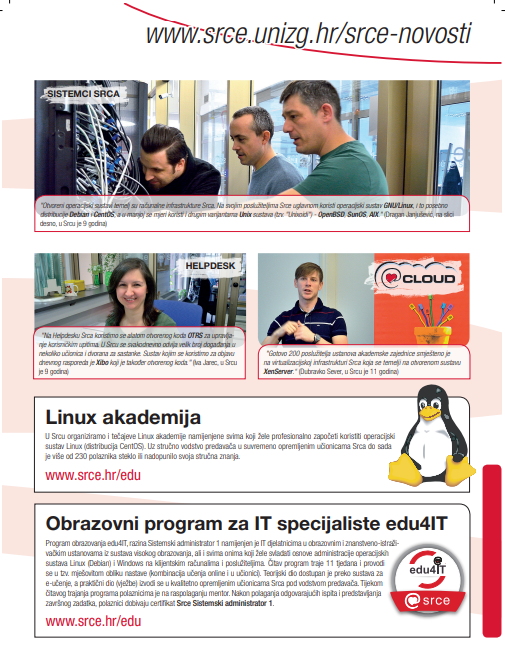 www.srce.unizg.hr/srce-novosti
SISTEMCI SRCA
"Otvoreni operacijski sustavi temelj su računalne infrastrukture Srca. Na svojim poslužiteljima Srce uglavnom koristi operacijski sustav GNU/Linux, i to posebno
distribucije Debian i CentOS, a u manjoj se mjeri koristi i drugim varijantama Unix sustava (tzv. "Unixoidi") - OpenBSD, SunOS, AIX." (Dragan Janjušević, na slici
desno, u Srcu je 9 godina)
HELPDESK
"Na Helpdesku Srca koristimo se alatom otvorenog koda OTRS za upravlja-
nje korisničkim upitima. U Srcu se svakodnevno odvija velik broj događanja u
nekoliko učionica i dvorana za sastanke. Sustav kojim se koristimo za objavu
dnevnog rasporeda je Xibo koji je također otvorenog koda." (Iva Jarec, u Srcu
je 9 godina)
CLOUD
"Gotovo 200 poslužitelja ustanova akademske zajednice smješteno je
na virtualizacijskoj infrastrukturi Srca koja se temelji na otvorenom sustavu
XenServer." (Dubravko Sever, u Srcu je 11 godina)
Linux akademija
U Srcu organiziramo i tečajeve Linux akademije namijenjene svima koji žele profesionalno započeti koristiti operacijski
sustav Linux (distribucija CentOS). Uz stručno vodstvo predavača u suvremeno opremljenim učionicama Srca do sada
je više od 230 polaznika steklo ili nadopunilo svoja stručna znanja.
www.srce.hr/edu
Obrazovni program za IT specijaliste edu4IT
Program obrazovanja edu4IT, razina Sistemski administrator 1 namijenjen je IT djelatnicima u obrazovnim i znanstveno-istraži-
vačkim ustanovama iz sustava visokog obrazovanja, ali i svima onima koji žele svladati osnove administracije operacijskih
sustava Linux (Debian) i Windows na klijentskim računalima i poslužiteljima. Čitav program traje 11 tjedana i provodi
se u tzv. mješovitom obliku nastave (kombinacija učenja online i u učionici). Teorijski dio dostupan je preko sustava za
e-učenje, a praktični dio (vježbe) izvodi se u kvalitetno opremljenim učionicama Srca pod vodstvom predavača. Tijekom
čitavog trajanja programa polaznicima je na raspolaganju mentor. Nakon polaganja odgovarajućih ispita i predstavljanja
završnog zadatka, polaznici dobivaju certifikat Srce Sistemski administrator 1.
edu4IT
srce
www.srce.hr/edu